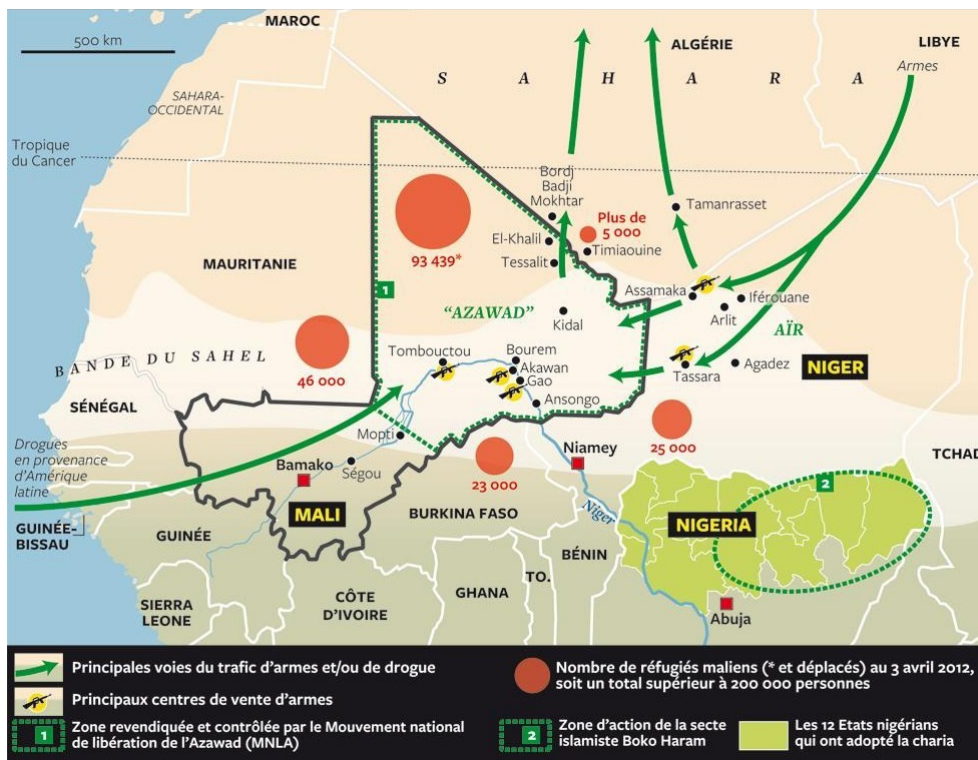 500 km
MAROC
ALGÉRIE
LIBYE
Armes
S A H A R A
SAHARA-
OCCIDENTAL
Tropique
du Cancer
Bordj
Badji
Mokhtar
Tamanrasset
Plus de
5 000
El-Khalil
Timiaouine
Tessalit
93 439*
MAURITANIE
1
Assamaka
Iférouane
Arlit
"AZAWAD"
Kidal
AÏR
BANDE DU SAHEL
46 000
Tombouctou
Bourem
Akawan
Gao
Tassara
Agadez
NIGER
Ansongo
SÉNÉGAL
Mopti
25 000
Niamey
TCHAD
Drogues
en provenance
d'Amérique
latine
Bamako
Ségou
23 000
2
MALI
BURKINA FASO
Niger
NIGERIA
GUINÉE-
BISSAU
GUINÉE
BÉNIN
TO.
GHANA
CÔTE
D'IVOIRE
SIERRA
LEONE
Abuja
Principales voies du trafic d'armes et/ou de drogue
Principaux centres de vente d'armes
1
Zone revendiquée et contrôlée par le Mouvement national
de libération de l'Azawad (MNLA)
Nombre de réfugiés maliens (* et déplacés) au 3 avril 2012,
soit un total supérieur à 200 000 personnes
2
Zone d'action de la secte
islamiste Boko Haram
Les 12 Etats nigérians
qui ont adopté la charia